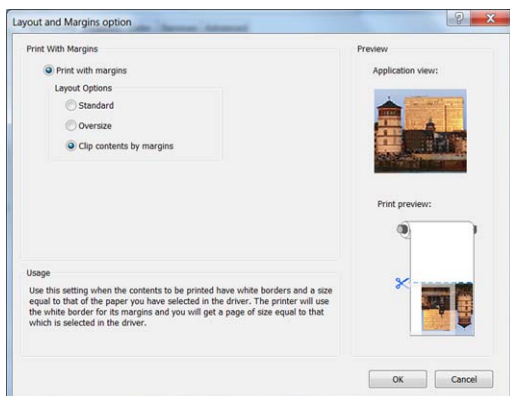 Layout and Margins option
Print With Margins
Print with margins
Layout Options
Standard
Oversize
Clip contents by margins
Usage
Use this setting when the contents to be printed have white borders and a size
equal to that of the paper you have selected in the driver. The printer will use
the white border for its margins and you will get a page of size equal to that
which is selected in the driver.
Preview
Application view:
Print preview:
OK
Cancel